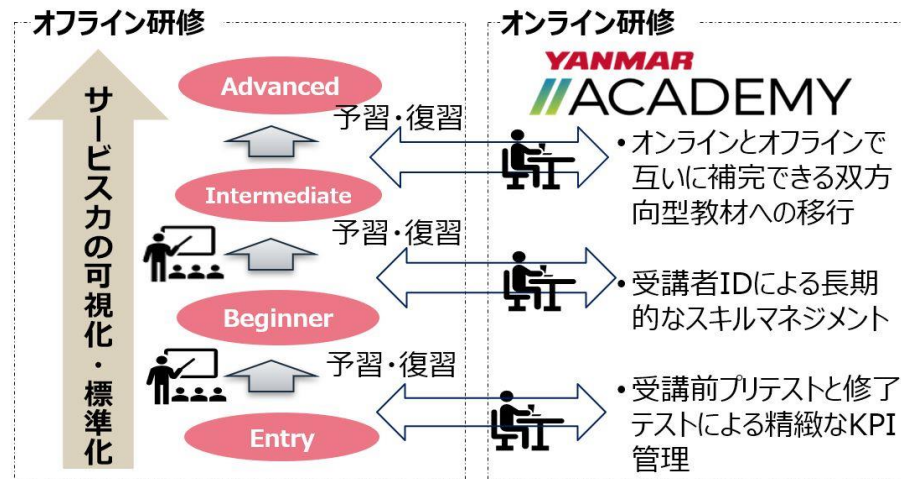 オフライン研修
サービス力の可視化・標準化
Advanced
予習・復習
Intermediate
予習・復習
Beginner
予習・復習
Entry
オンライン研修
YANMAR
//ACADEMY
・オンラインとオフラインで
互いに補完できる双方
向型教材への移行
・受講者IDによる長期
的なスキルマネジメント
・受講前プリテストと修了
テストによる精緻なKPI
管理